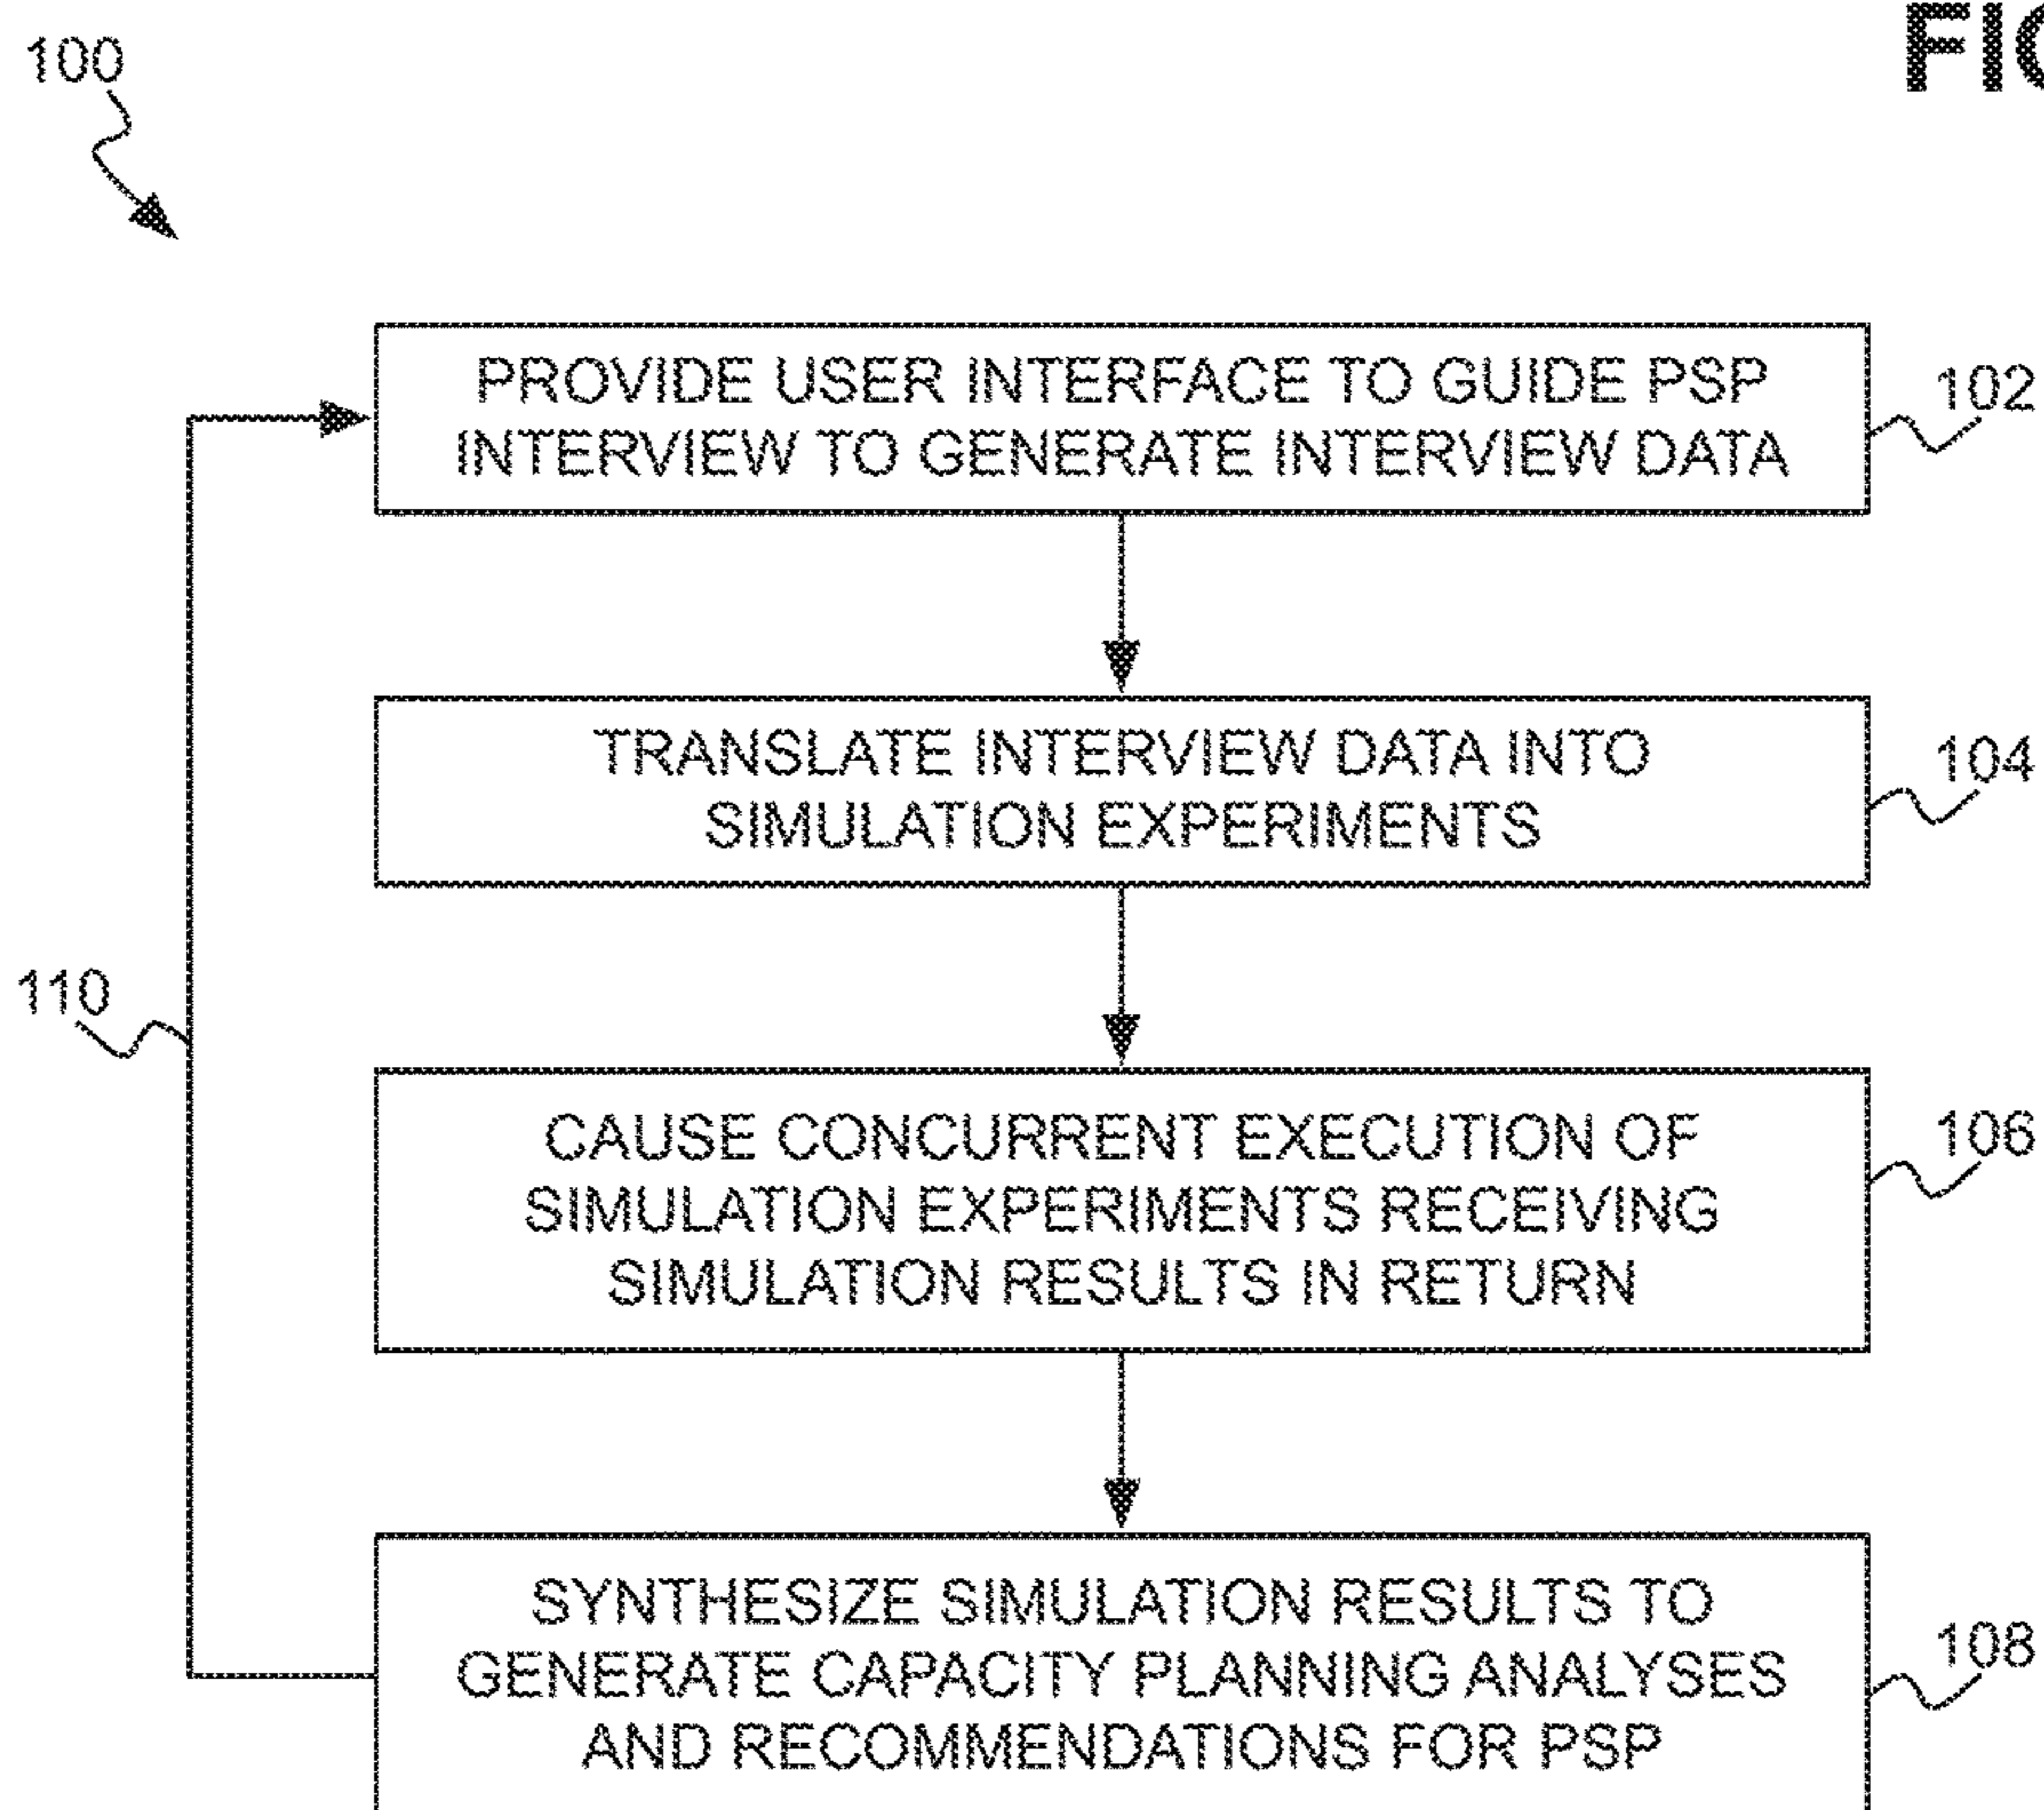 100
FIG
PROVIDE USER INTERFACE TO GUIDE PSP
INTERVIEW TO GENERATE INTERVIEW DATA
102
TRANSLATE INTERVIEW DATA INTO
SIMULATION EXPERIMENTS
104
110
CAUSE CONCURRENT EXECUTION OF
SIMULATION EXPERIMENTS RECEIVING
SIMULATION RESULTS IN RETURN
106
SYNTHESIZE SIMULATION RESULTS TO
GENERATE CAPACITY PLANNING ANALYSES
AND RECOMMENDATIONS FOR PSP
108